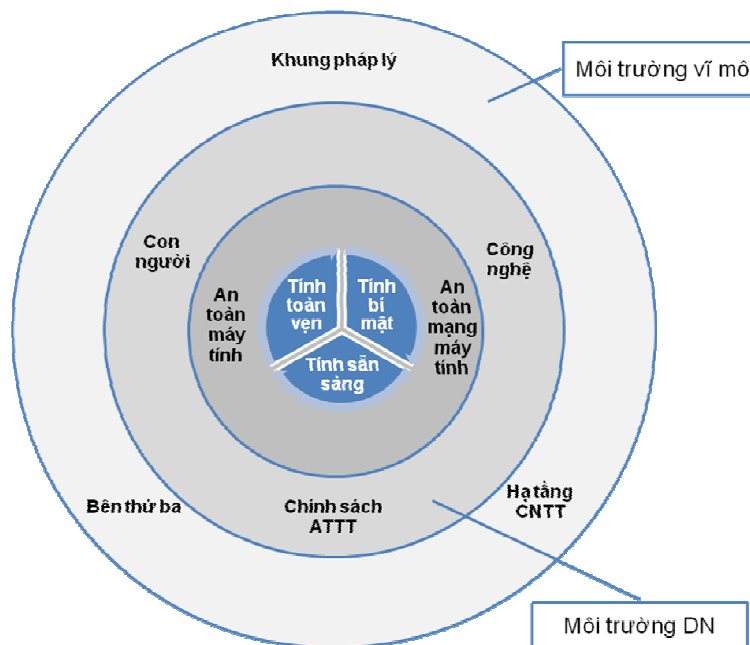 Khung pháp lý
Môi trường vĩ mô
Con
người
Công
nghệ
An
toàn
máy
tính
Tính
toàn
vẹn
Tính
bí
mật
An
toàn
mạng
máy
tính
Tính sẵn
sàng
Bên thứ ba
Chính sách
ATTT
Hạ tầng
CNTT
Môi trường DN